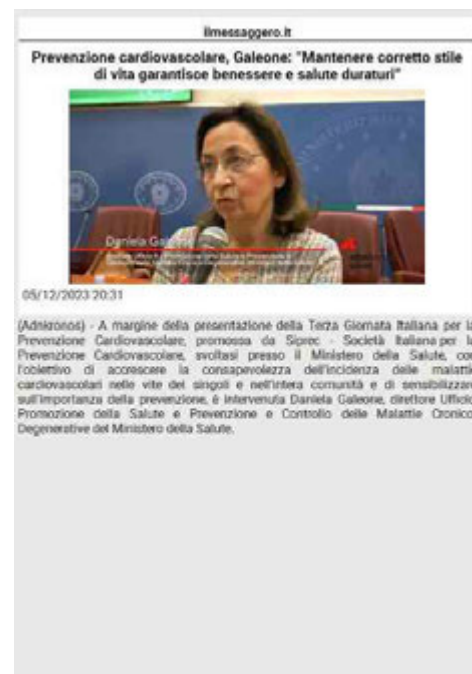 ilmessaggero.it
Prevenzione cardiovascolare, Galeone: "Mantenere corretto stile
di vita garantisce benessere e salute duraturi"
Daniela Galeone
05/12/2023 20:31
(Adnkronos) - A margine della presentazione della Terza Giornata Italiana per la
Prevenzione Cardiovascolare, promossa da Siprec - Società Italiana per la
Prevenzione Cardiovascolare, svoltasi presso il Ministero della Salute, con
l'obiettivo di accrescere la consapevolezza dell'incidenza delle malattie
cardiovascolari nelle vite dei singoli e nell'intera comunità e di sensibilizzare
sull'importanza della prevenzione, è intervenuta Daniela Galeone, direttore Ufficio
Promozione della Salute e Prevenzione e Controllo delle Malattie Cronico
Degenerative del Ministero della Salute.